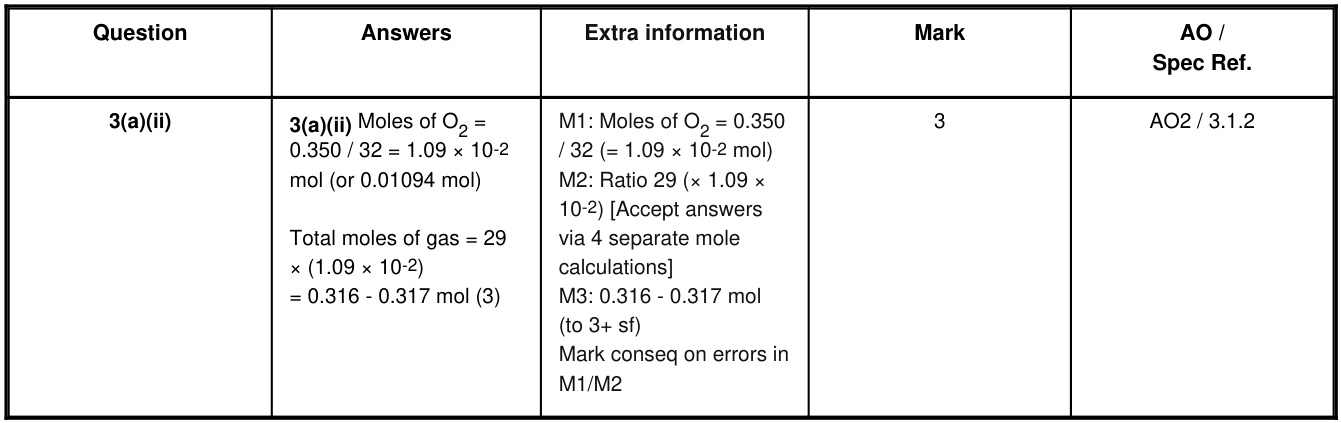 Question Answers Extra information Mark AO /
Spec Ref.
3(a)(ii)
3(a)(ii) Moles of O2 =
0.350 / 32 = 1.09 × 10-2
mol (or 0.01094 mol)
Total moles of gas = 29
× (1.09 × 10-2)
= 0.316 - 0.317 mol (3)
M1: Moles of O2 = 0.350
/ 32 (= 1.09 × 10-2 mol)
M2: Ratio 29 (× 1.09 ×
10-2) [Accept answers
via 4 separate mole
calculations]
M3: 0.316 - 0.317 mol
(to 3+ sf)
Mark conseq on errors in
M1/M2
3
AO2 / 3.1.2